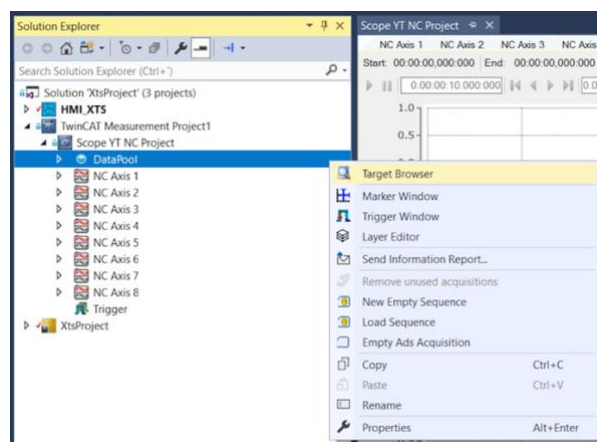 Solution Explorer
Search Solution Explorer (Ctrl+¨)
Solution 'XtsProject' (3 projects)
HMI_XTS
TwinCAT Measurement Project1
Scope YT NC Project
DataPool
NC Axis 1
NC Axis 2
NC Axis 3
NC Axis 4
NC Axis 5
NC Axis 6
NC Axis 7
NC Axis 8
Trigger
XtsProject
Scope YT NC Project
NC Axis 1 NC Axis 2 NC Axis 3 NC Axis
Start: 00:00:00,000:000 End: 00:00:00,000:000
0.00:00:10.000.000 0.0
1.0
0.5
Target Browser
Marker Window
Trigger Window
Layer Editor
Send Information Report...
Remove unused acquisitions
New Empty Sequence
Load Sequence
Empty Ads Acquisition
Copy Ctrl+C
Paste Ctrl+V
Rename
Properties Alt+Enter